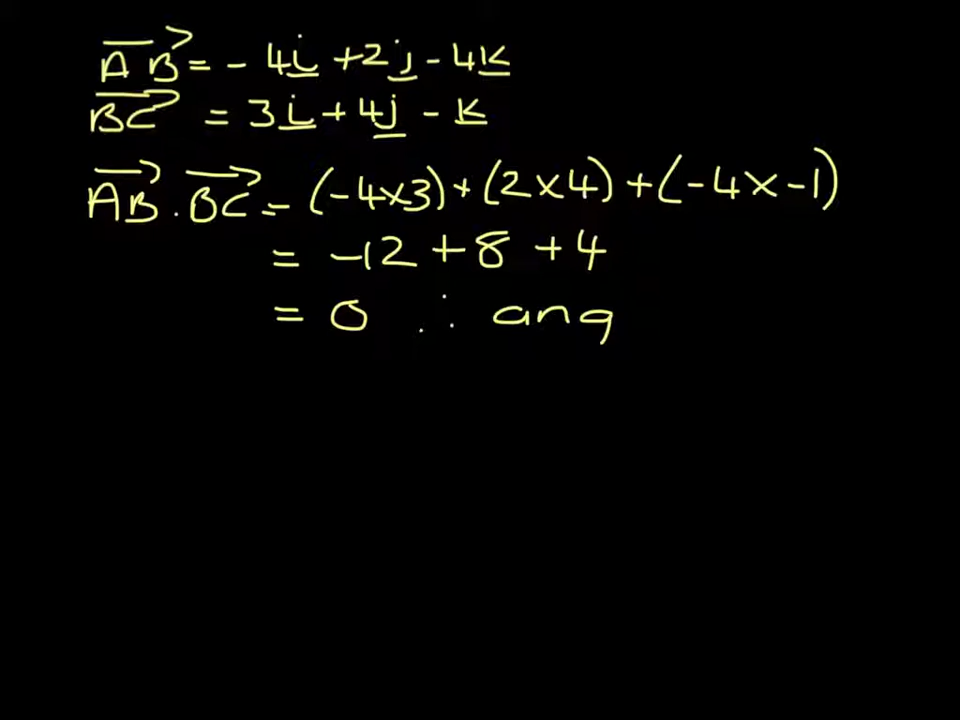 AB→ = - 4i + 2j - 4k
BC→ = 3i + 4j - k
AB→ . BC→ = (-4x3) + (2x4) + (-4x-1)
= -12 + 8 + 4
= 0 ∴ ang